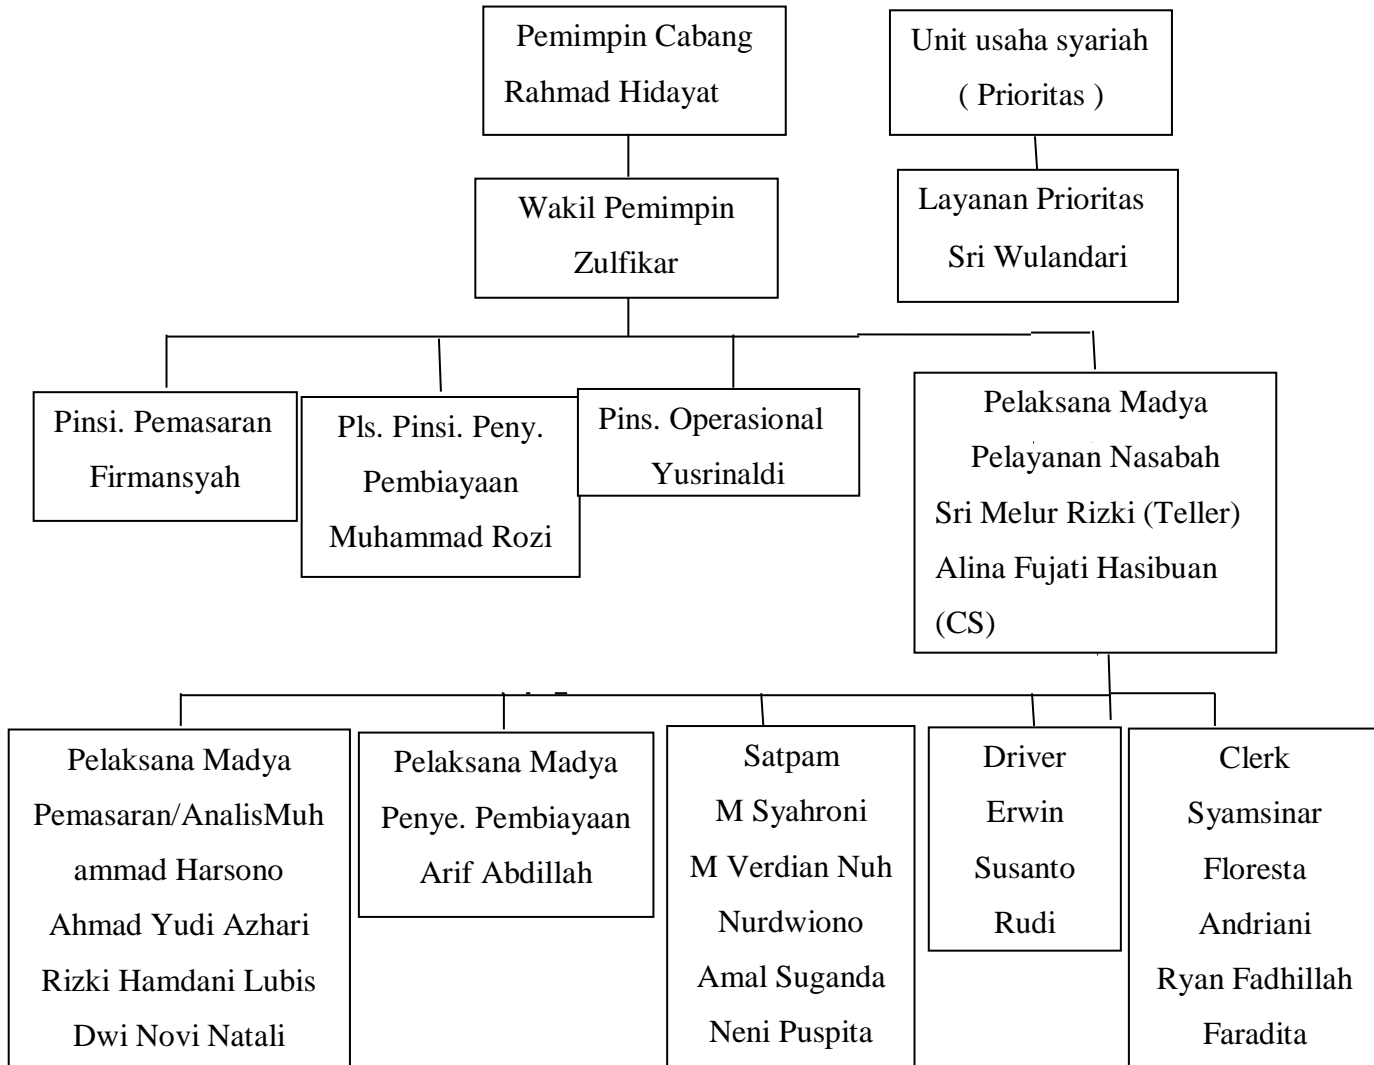 Pemimpin Cabang
Rahmad Hidayat
Unit usaha syariah
( Prioritas )
Wakil Pemimpin
Zulfikar
Layanan Prioritas
Sri Wulandari
Pinsi. Pemasaran
Firmansyah
Pls. Pinsi. Peny.
Pembiayaan
Muhammad Rozi
Pins. Operasional
Yusrinaldi
Pelaksana Madya
Pelayanan Nasabah
Sri Melur Rizki (Teller)
Alina Fujati Hasibuan
(CS)
Pelaksana Madya
Pemasaran/AnalisMuh
ammad Harsono
Ahmad Yudi Azhari
Rizki Hamdani Lubis
Dwi Novi Natali
Pelaksana Madya
Penye. Pembiayaan
Arif Abdillah
Satpam
M Syahroni
M Verdian Nuh
Nurdwiono
Amal Suganda
Neni Puspita
Driver
Erwin
Susanto
Rudi
Clerk
Syamsinar
Floresta
Andriani
Ryan Fadhillah
Faradita